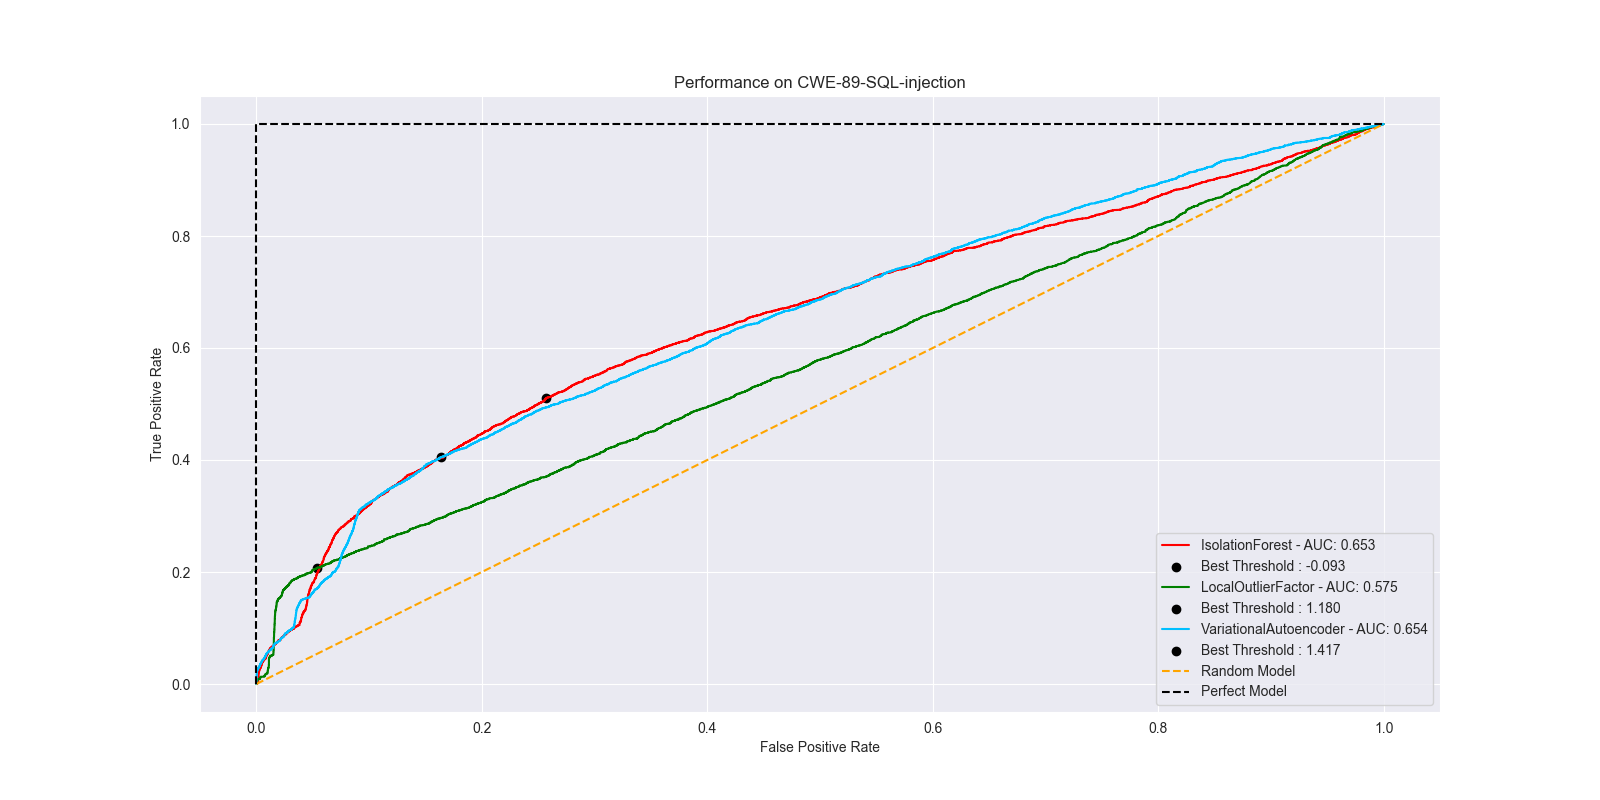 Performance on CWE-89-SQL-injection
True Positive Rate
1.0
0.8
0.6
0.4
0.2
0.0
0.0 0.2 0.4 0.6 0.8 1.0
False Positive Rate
IsolationForest - AUC: 0.653
Best Threshold : -0.093
LocalOutlierFactor - AUC: 0.575
Best Threshold : 1.180
VariationalAutoencoder - AUC: 0.654
Best Threshold : 1.417
Random Model
Perfect Model